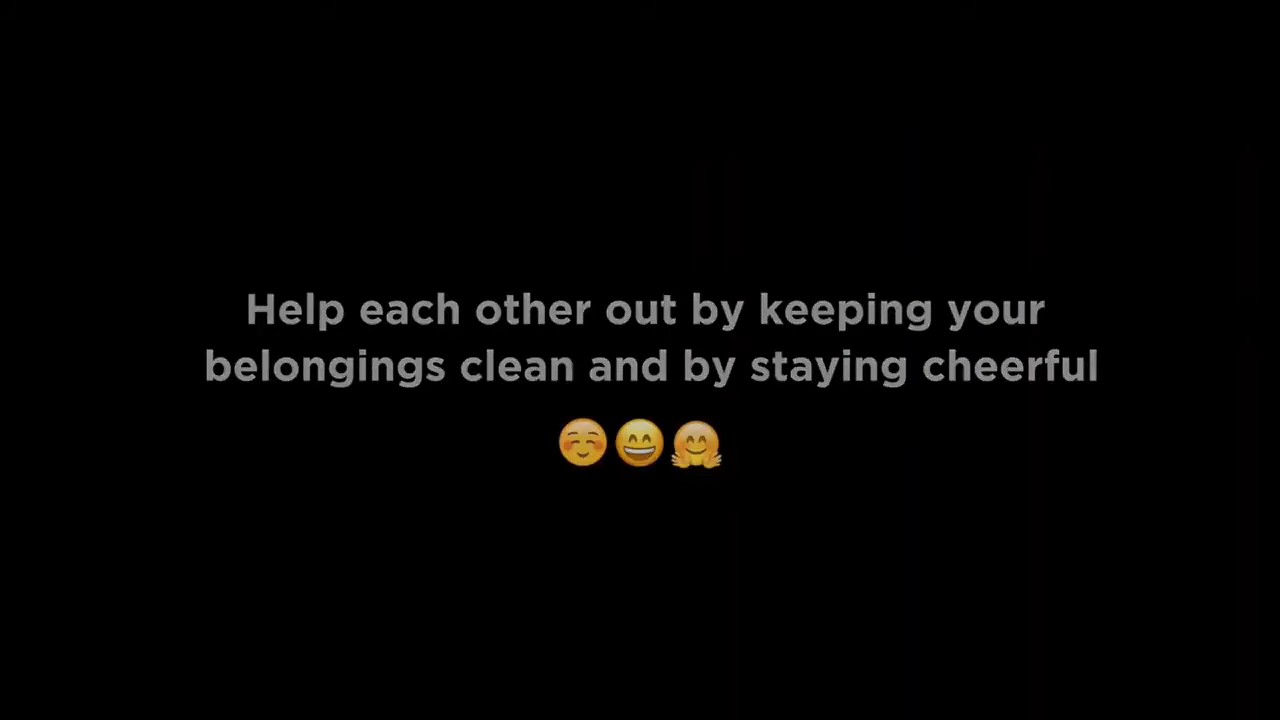 Help each other out by keeping your
belongings clean and by staying cheerful
☺️😄🤗